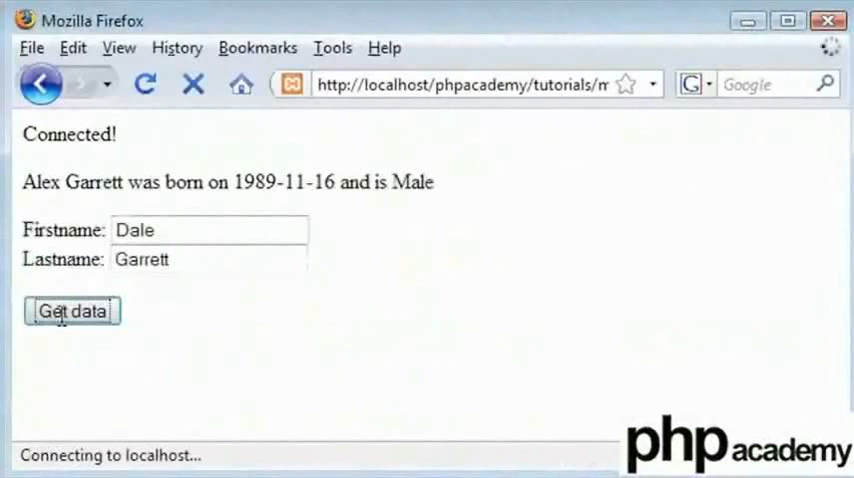 Mozilla Firefox
File Edit View History Bookmarks Tools Help
http://localhost/phpacademy/tutorials/m
G Google
Connected!
Alex Garrett was born on 1989-11-16 and is Male
Firstname: Dale
Lastname: Garrett
Get data
Connecting to localhost...
php academy